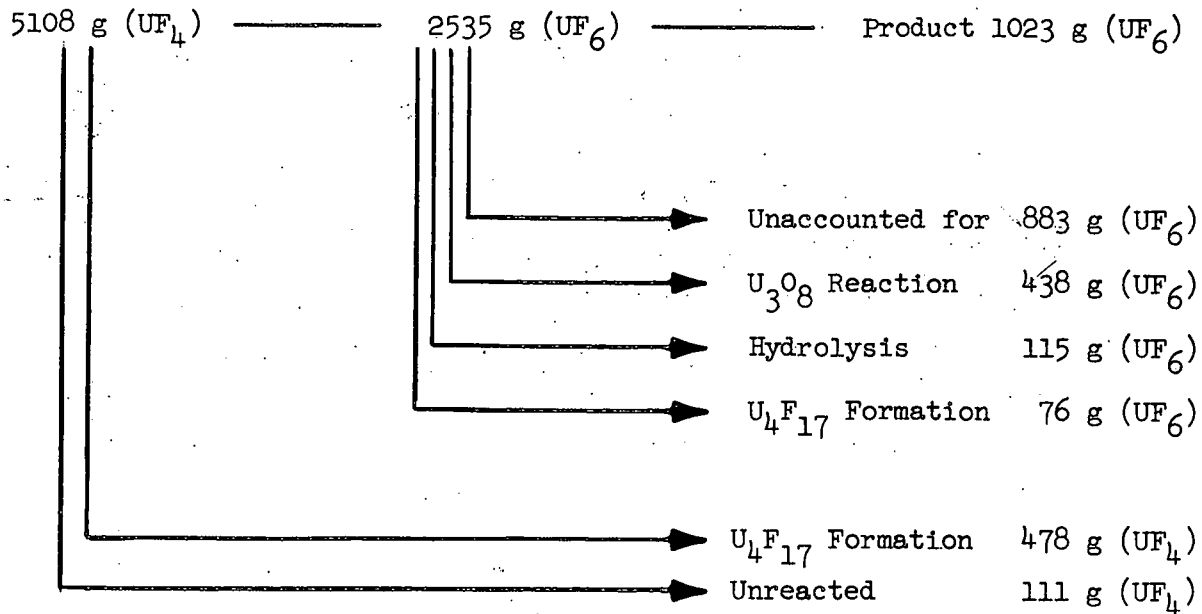 5108 g (UF₄) 2535 g (UF₆) Product 1023 g (UF₆)
Unaccounted for 883 g (UF₆)
U₃O₈ Reaction 438 g (UF₆)
Hydrolysis 115 g (UF₆)
U₄F₁₇ Formation 76 g (UF₆)
U₄F₁₇ Formation 478 g (UF₄)
Unreacted 111 g (UF₄)